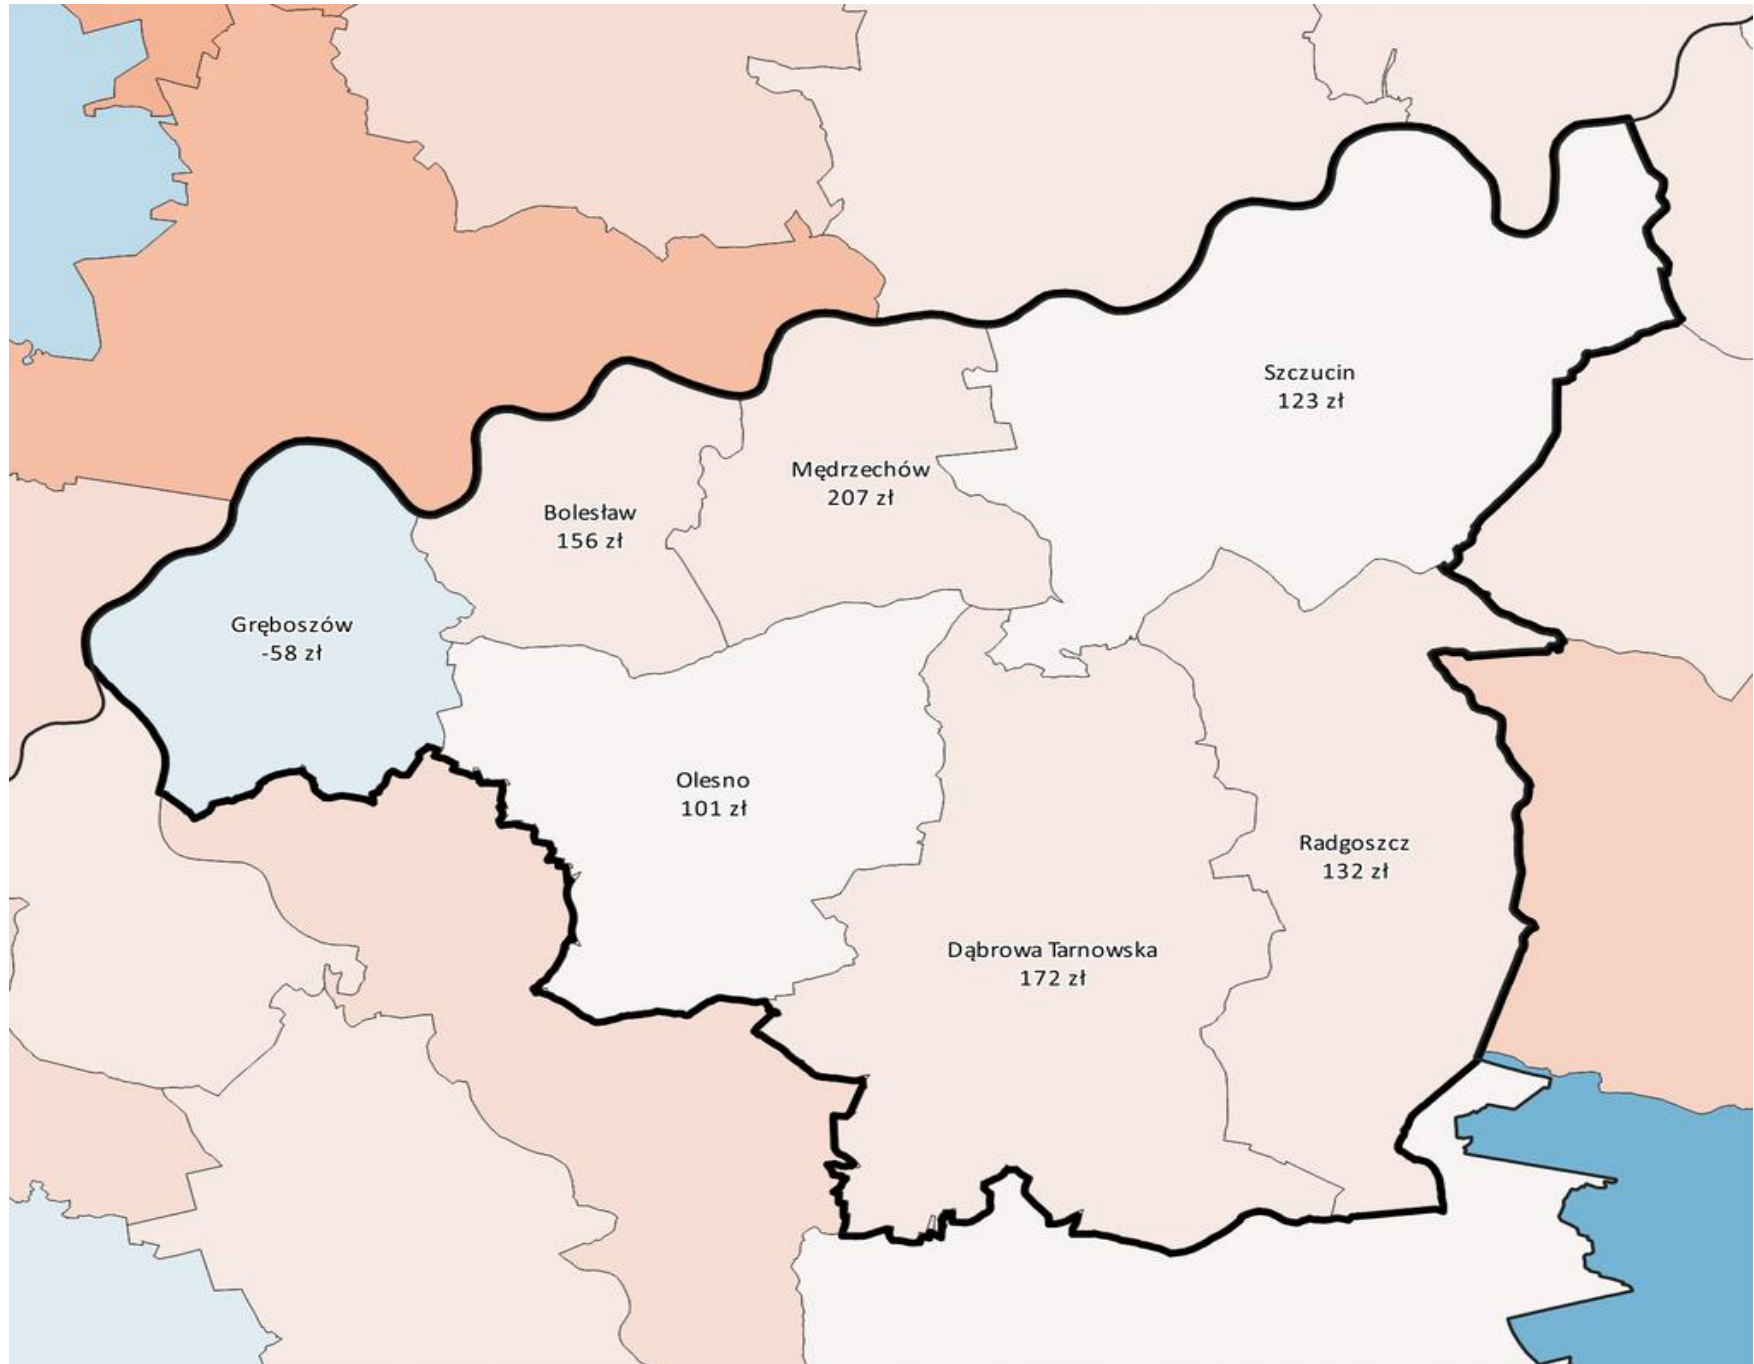 Szczucin
123 zł
Mędrzechów
207 zł
Bolesław
156 zł
Gręboszów
-58 zł
Olesno
101 zł
Radgoszcz
132 zł
Dąbrowa Tarnowska
172 zł